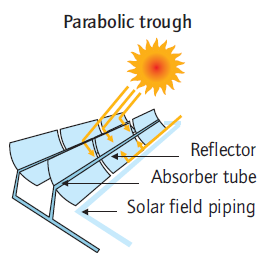 Parabolic trough
Reflector
Absorber tube
Solar field piping